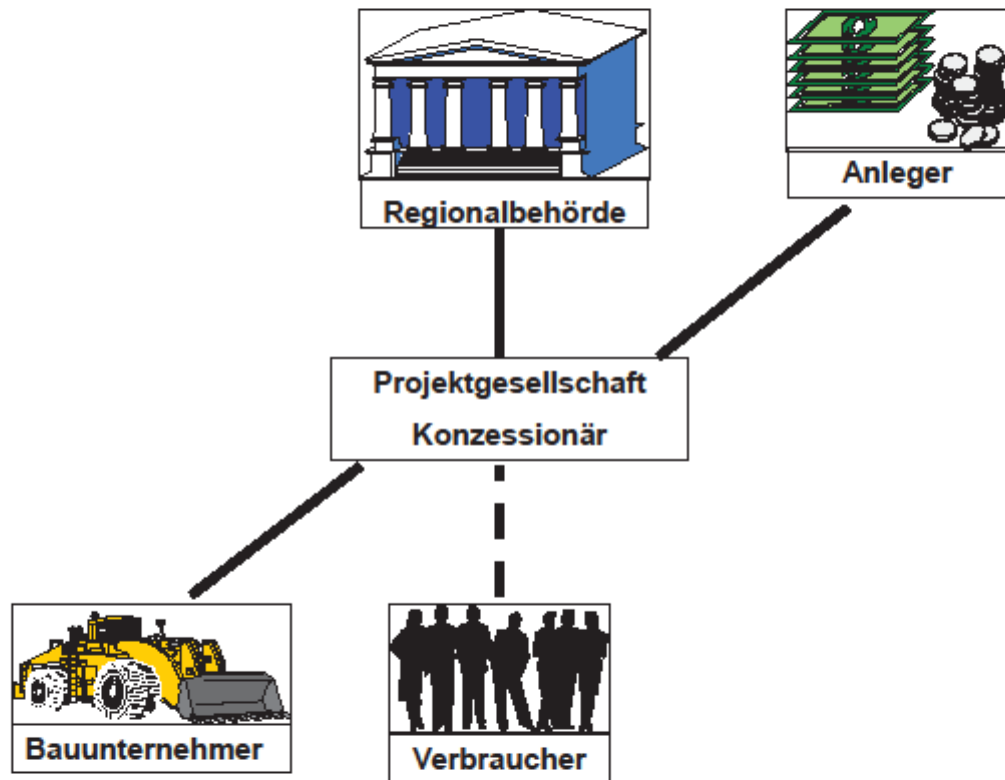 Regionalbehörde
Anleger
Projektgesellschaft
Konzessionär
Bauunternehmer
Verbraucher